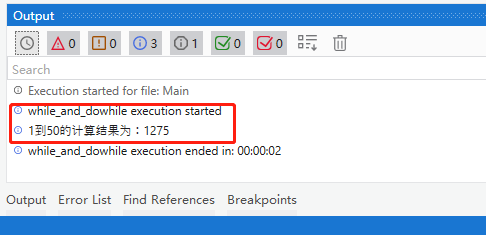 Output
0 0 3 1 0 0
Search
Execution started for file: Main
while_and_dowhile execution started
1到50的计算结果为：1275
while_and_dowhile execution ended in: 00:00:02
Output Error List Find References Breakpoints